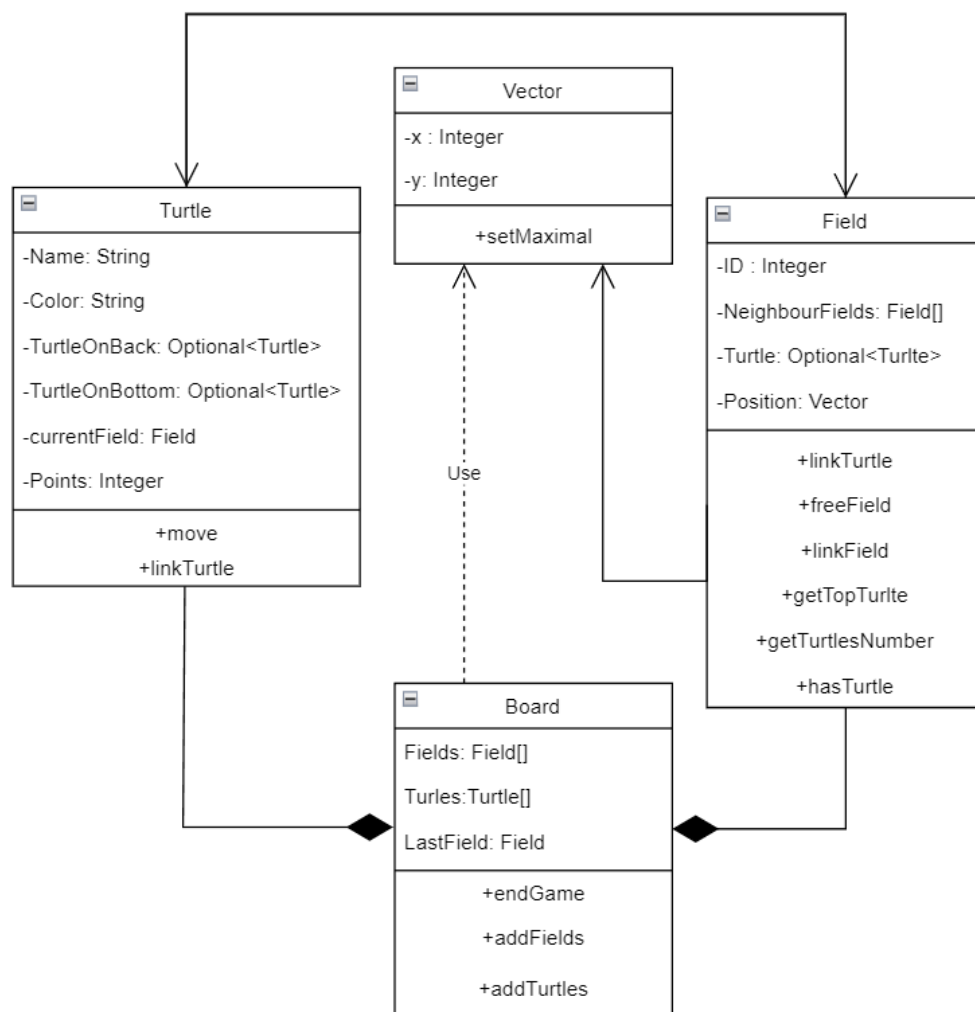 Vector
-x : Integer
-y: Integer
+setMaximal
Turtle
-Name: String
-Color: String
-TurtleOnBack: Optional<Turtle>
-TurtleOnBottom: Optional<Turtle>
-currentField: Field
-Points: Integer
+move
+linkTurtle
Field
-ID : Integer
-NeighbourFields: Field[]
-Turtle: Optional<Turlte>
-Position: Vector
+linkTurtle
+freeField
+linkField
+getTopTurlte
+getTurtlesNumber
+hasTurtle
Use
Board
Fields: Field[]
Turles:Turtle[]
LastField: Field
+endGame
+addFields
+addTurtles